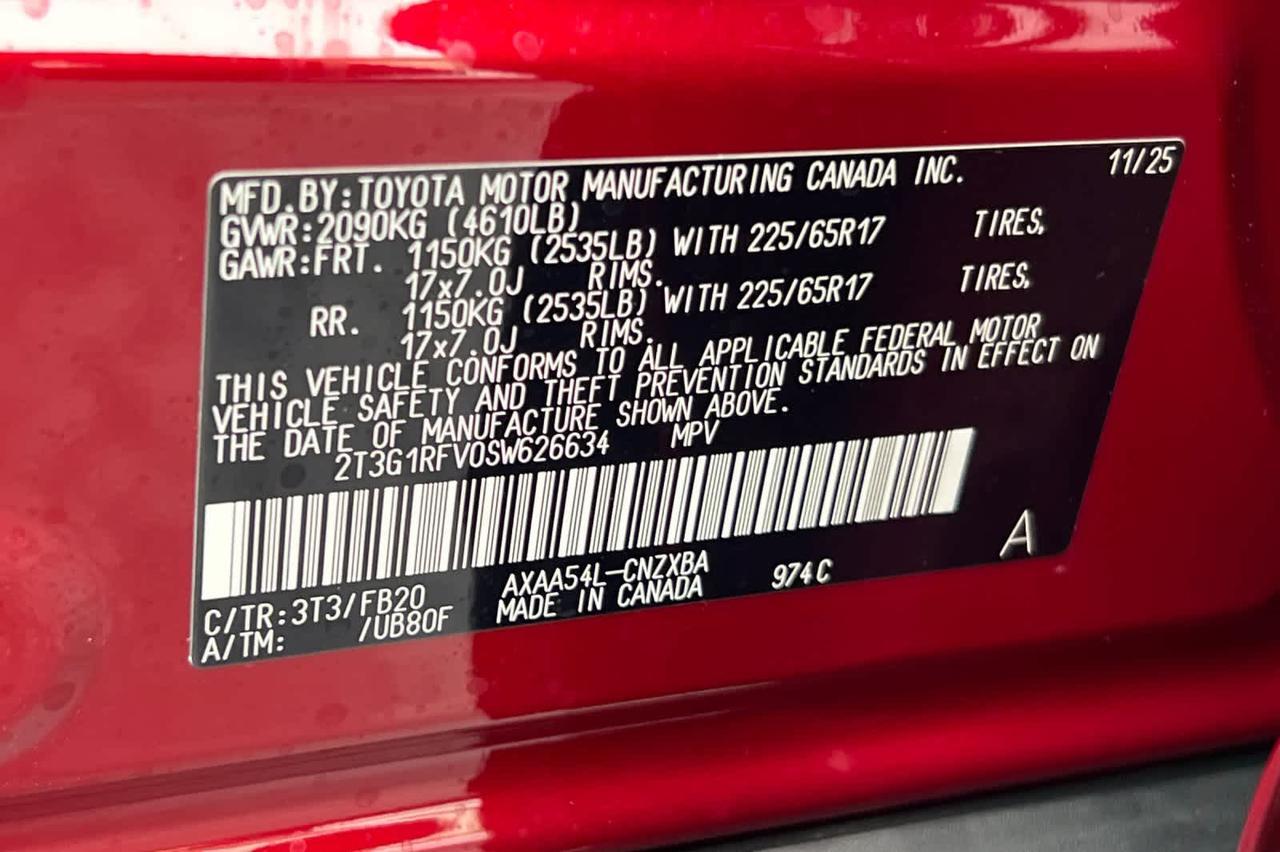 MFD.BY:TOYOTA MOTOR MANUFACTURING CANADA INC. 11/25
GVWR:2090KG (4610LB)
GAWR:FRT. 1150KG (2535LB) WITH 225/65R17 TIRES,
17x7.0J RIMS.
RR. 1150KG (2535LB) WITH 225/65R17 TIRES,
17x7.0J RIMS.
THIS VEHICLE CONFORMS TO ALL APPLICABLE FEDERAL MOTOR
VEHICLE SAFETY AND THEFT PREVENTION STANDARDS IN EFFECT ON
THE DATE OF MANUFACTURE SHOWN ABOVE.
2T3G1RFV0SW626634 MPV
A
C/TR:3T3/FB20 AXAA54L-CNZXBA 974C
A/TM: /UB80F MADE IN CANADA